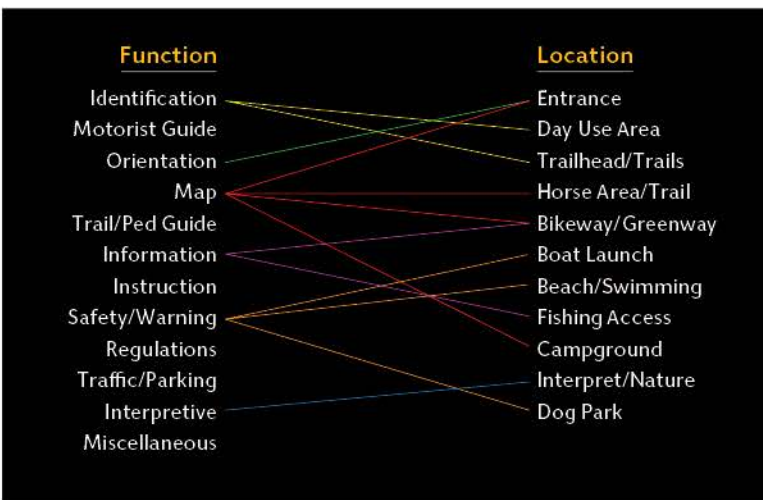 Function
Identification
Motorist Guide
Orientation
Map
Trail/Ped Guide
Information
Instruction
Safety/Warning
Regulations
Traffic/Parking
Interpretive
Miscellaneous
Location
Entrance
Day Use Area
Trailhead/Trails
Horse Area/Trail
Bikeway/Greenway
Boat Launch
Beach/Swimming
Fishing Access
Campground
Interpret/Nature
Dog Park